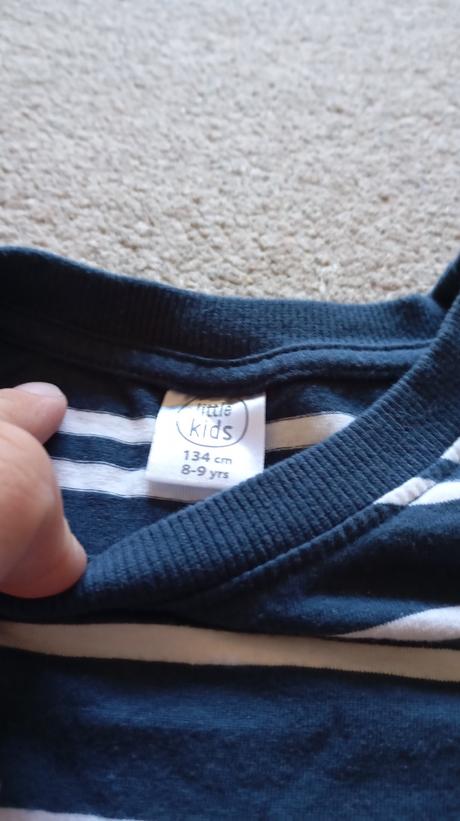 little
kids
134 cm
8-9 yrs